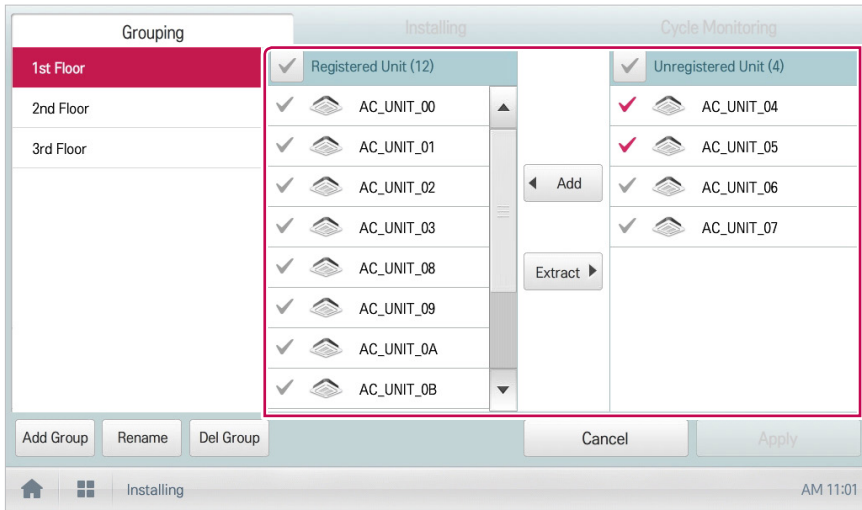 Grouping
Installing
Cycle Monitoring
1st Floor
2nd Floor
3rd Floor
Registered Unit (12)
AC_UNIT_00
AC_UNIT_01
AC_UNIT_02
AC_UNIT_03
AC_UNIT_08
AC_UNIT_09
AC_UNIT_0A
AC_UNIT_0B
Add
Extract
Unregistered Unit (4)
AC_UNIT_04
AC_UNIT_05
AC_UNIT_06
AC_UNIT_07
Add Group
Rename
Del Group
Cancel
Apply
Installing
AM 11:01